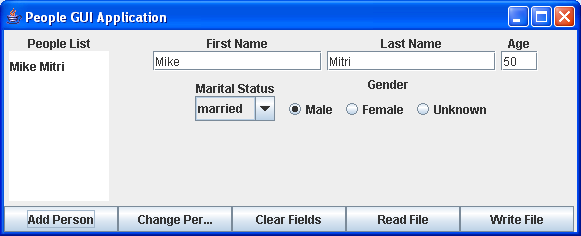 People GUI Application
People List
First Name
Last Name
Age
Mike Mitri
Mike
Mitri
50
Marital Status
Gender
married
Male
Female
Unknown
Add Person
Change Per...
Clear Fields
Read File
Write File